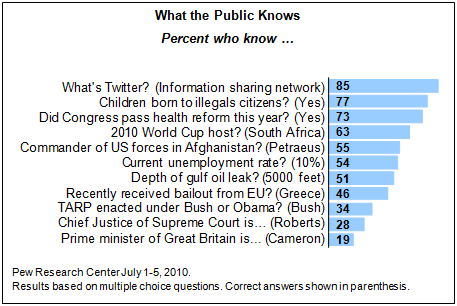 What the Public Knows
Percent who know ...
What's Twitter? (Information sharing network) 85
Children born to illegals citizens? (Yes) 77
Did Congress pass health reform this year? (Yes) 73
2010 World Cup host? (South Africa) 63
Commander of US forces in Afghanistan? (Petraeus) 55
Current unemployment rate? (10%) 54
Depth of gulf oil leak? (5000 feet) 51
Recently received bailout from EU? (Greece) 46
TARP enacted under Bush or Obama? (Bush) 34
Chief Justice of Supreme Court is... (Roberts) 28
Prime minister of Great Britain is... (Cameron) 19
Pew Research Center July 1-5, 2010.
Results based on multiple choice questions. Correct answers shown in parenthesis.